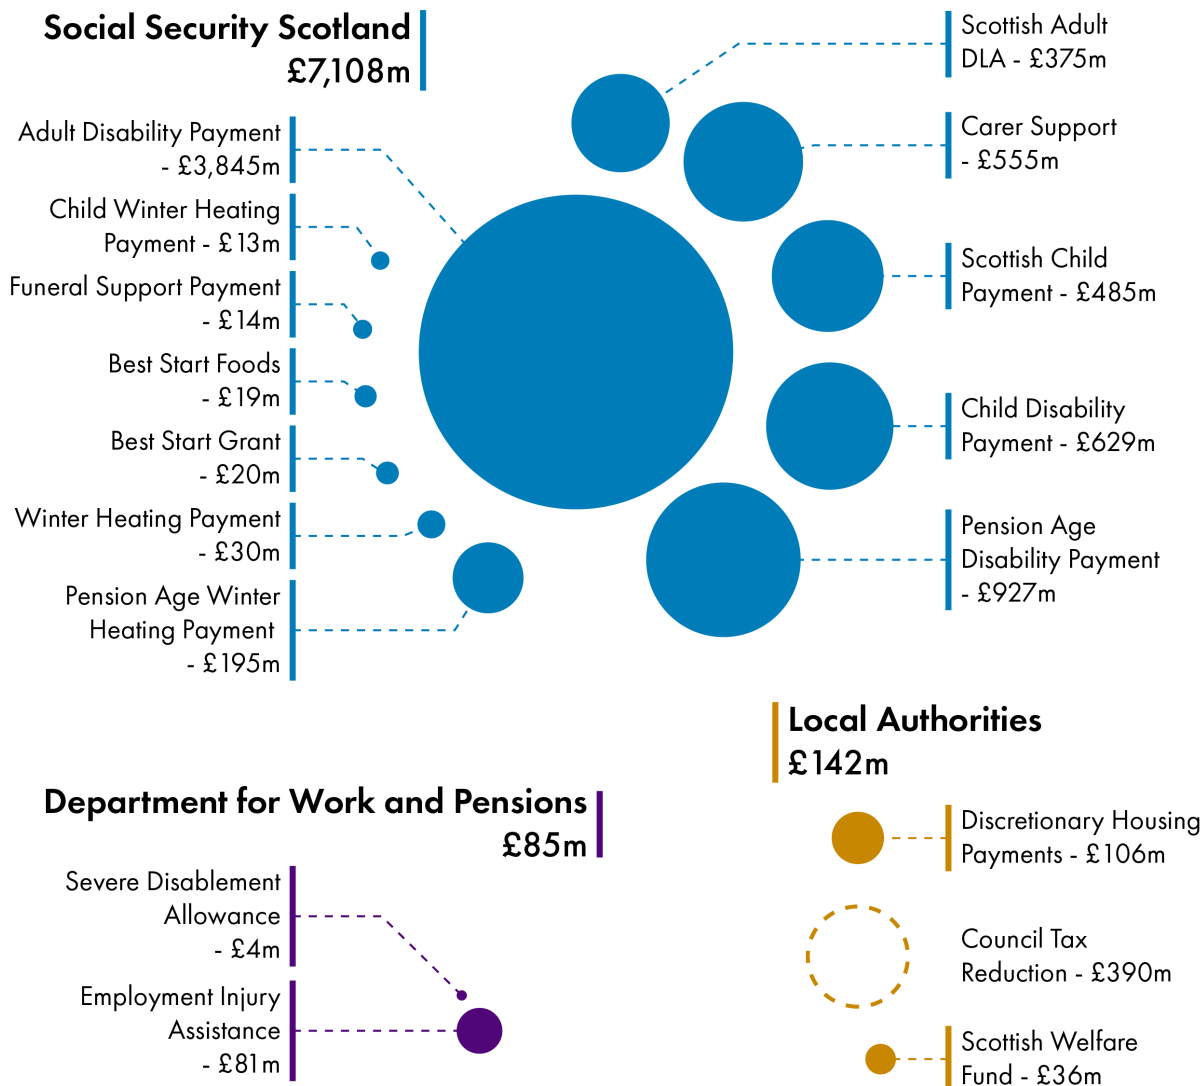 Social Security Scotland
£7,108m
Adult Disability Payment
- £3,845m
Child Winter Heating
Payment - £13m
Funeral Support Payment
- £14m
Best Start Foods
- £19m
Best Start Grant
- £20m
Winter Heating Payment
- £30m
Pension Age Winter
Heating Payment
- £195m
Scottish Adult
DLA - £375m
Carer Support
- £555m
Scottish Child
Payment - £485m
Child Disability
Payment - £629m
Pension Age
Disability Payment
- £927m
Department for Work and Pensions
£85m
Severe Disablement
Allowance
- £4m
Employment Injury
Assistance
- £81m
Local Authorities
£142m
Discretionary Housing
Payments - £106m
Council Tax
Reduction - £390m
Scottish Welfare
Fund - £36m